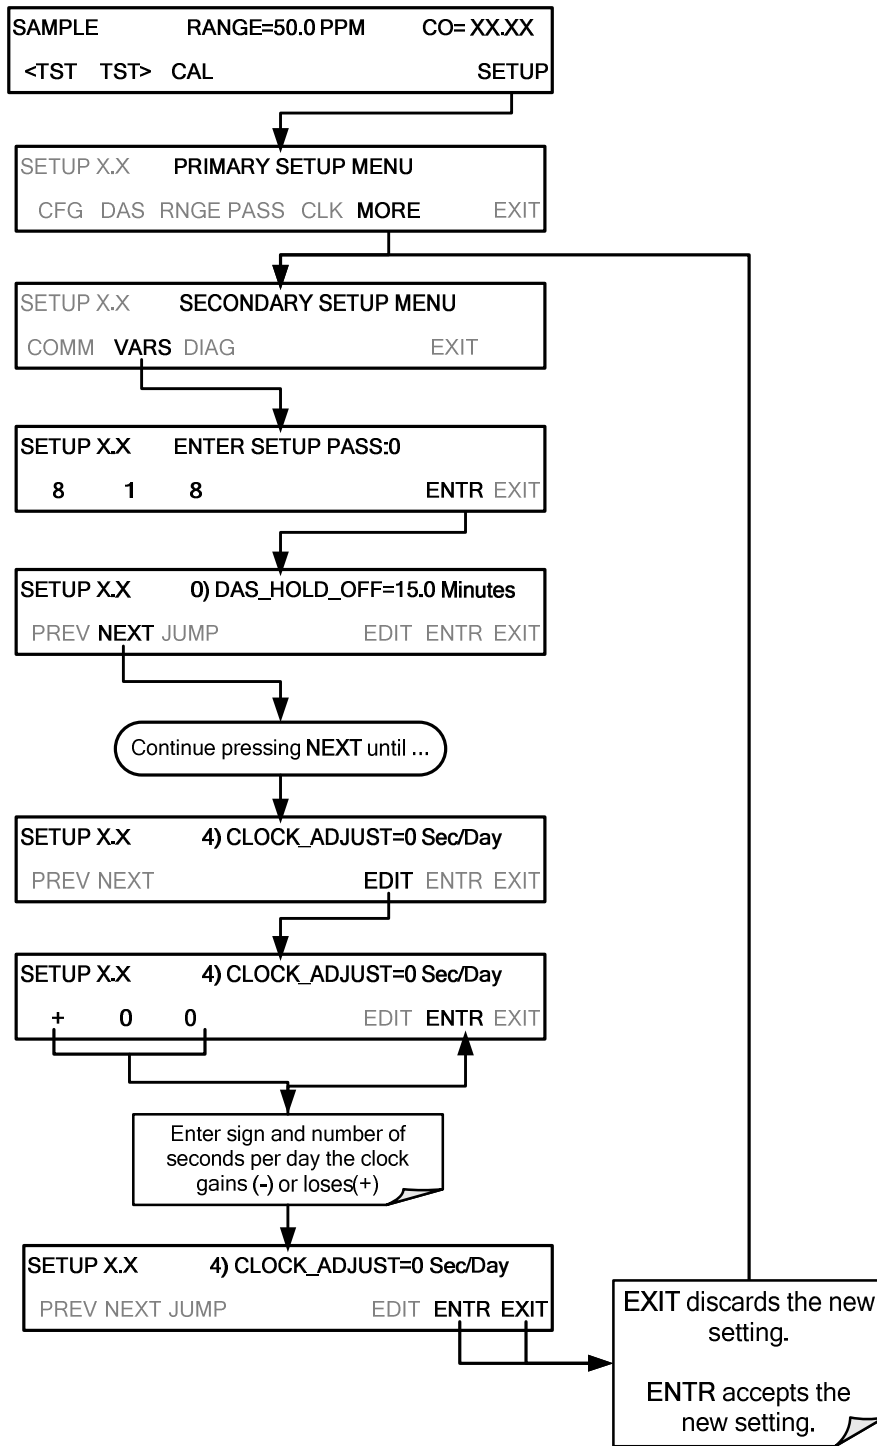 SAMPLE RANGE=50.0 PPM CO= XX.XX
<TST TST> CAL SETUP
SETUP X.X PRIMARY SETUP MENU
CFG DAS RNGE PASS CLK MORE EXIT
SETUP X.X SECONDARY SETUP MENU
COMM VARS DIAG EXIT
SETUP X.X ENTER SETUP PASS:0
8 1 8 ENTR EXIT
SETUP X.X 0) DAS_HOLD_OFF=15.0 Minutes
PREV NEXT JUMP EDIT ENTR EXIT
Continue pressing NEXT until ...
SETUP X.X 4) CLOCK_ADJUST=0 Sec/Day
PREV NEXT EDIT ENTR EXIT
SETUP X.X 4) CLOCK_ADJUST=0 Sec/Day
+ 0 0 EDIT ENTR EXIT
Enter sign and number of
seconds per day the clock
gains (-) or loses(+)
SETUP X.X 4) CLOCK_ADJUST=0 Sec/Day
PREV NEXT JUMP EDIT ENTR EXIT
EXIT discards the new
setting.
ENTR accepts the
new setting.